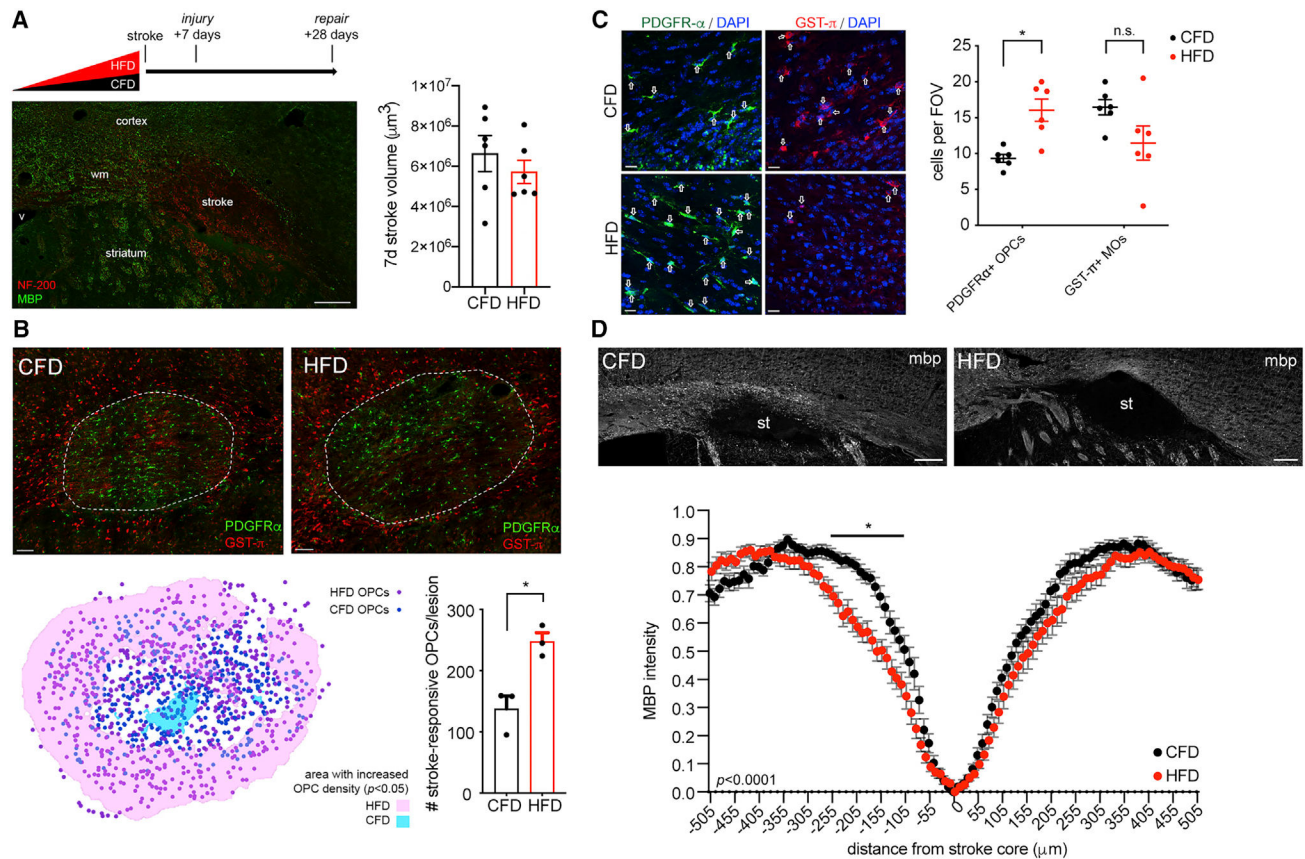 A
injury
+7 days
repair
+28 days
stroke
HFD
CFD
cortex
wm
stroke
v
striatum
NF-200
MBP
7d stroke volume (μm³)
1×10⁷
8×10⁶
6×10⁶
4×10⁶
2×10⁶
0
CFD HFD
B
CFD
HFD
PDGFRα
GST-π
PDGFRα
GST-π
HFD OPCs
CFD OPCs
area with increased
OPC density (p<0.05)
HFD
CFD
# stroke-responsive OPCs/lesion
300
200
100
0
*
CFD HFD
C
PDGFR-α / DAPI
GST-π / DAPI
CFD
HFD
cells per FOV
25
20
15
10
5
0
*
n.s.
CFD
HFD
PDGFRα+ OPCs
GST-π+ MOs
D
CFD
mbp
st
HFD
mbp
st
MBP intensity
1.0
0.9
0.9
0.7
0.6
0.5
0.4
0.3
0.2
0.1
0.0
*
p<0.0001
CFD
HFD
-505 -455 -405 -355 -305 -255 -205 -155 -105 -55 0 55 105 155 205 255 305 355 405 455 505
distance from stroke core (μm)